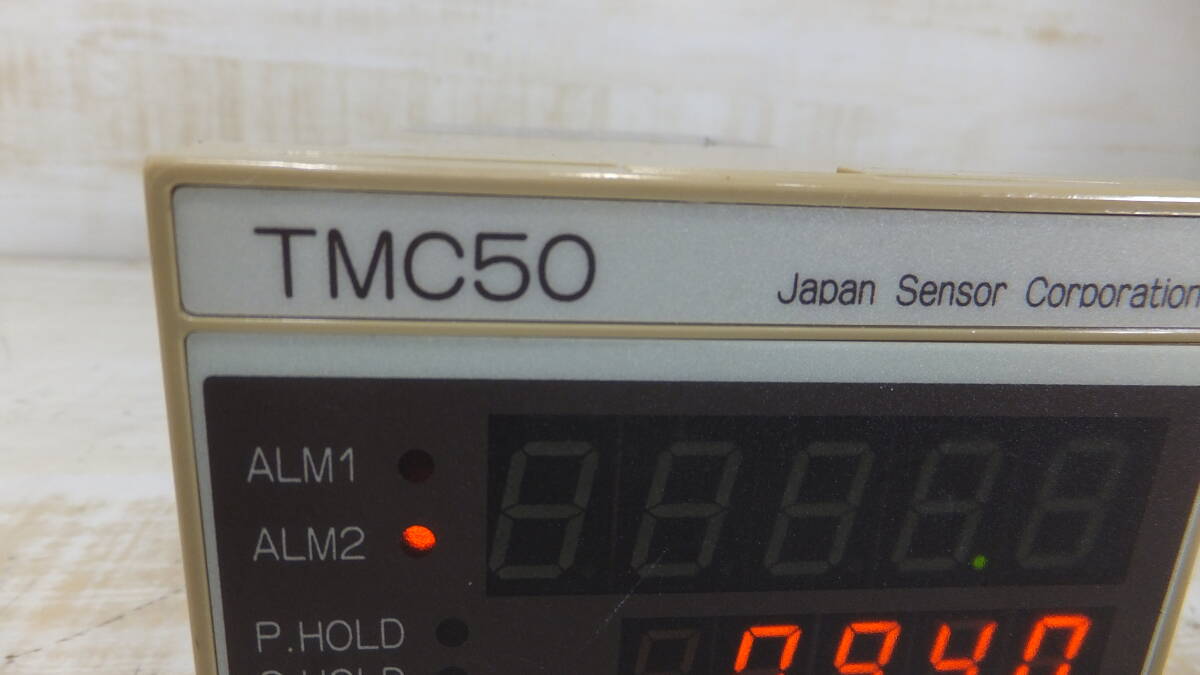 TMC50
Japan Sensor Corporation
ALM1
ALM2
P.HOLD